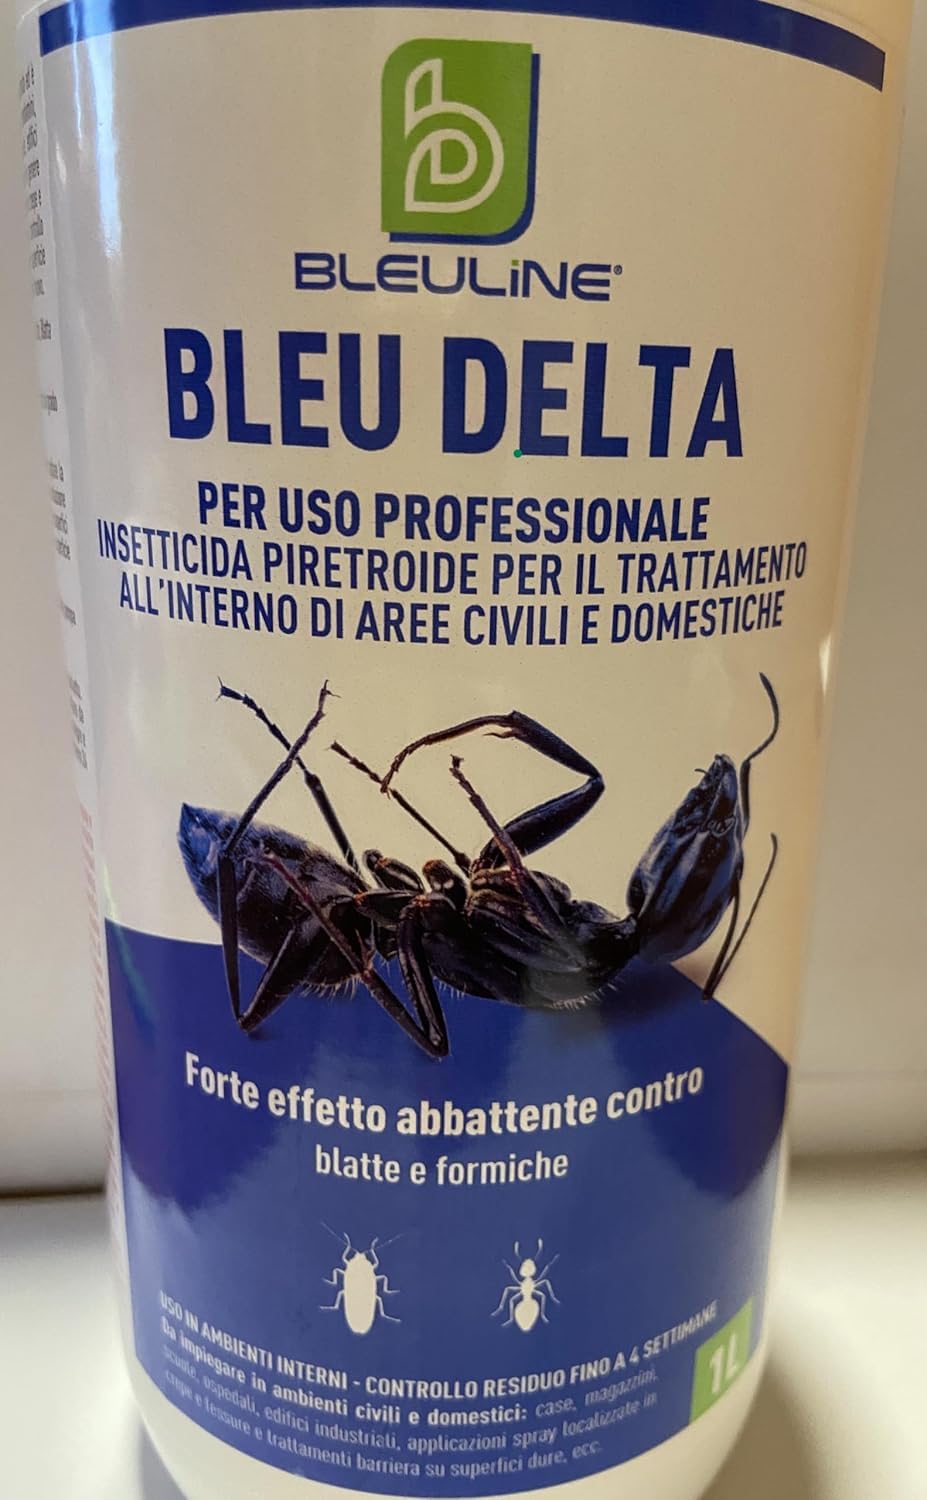 BLEULiNE®
BLEU DELTA
PER USO PROFESSIONALE
INSETTICIDA PIRETROIDE PER IL TRATTAMENTO
ALL'INTERNO DI AREE CIVILI E DOMESTICHE
Forte effetto abbattente contro
blatte e formiche
USO IN AMBIENTI INTERNI - CONTROLLO RESIDUO FINO A 4 SETTIMANE
Da impiegare in ambienti civili e domestici: case, magazzini,
scuole, ospedali, edifici industriali, applicazioni spray localizzate in
crepe e fessure e trattamenti barriera su superfici dure, ecc.
1L